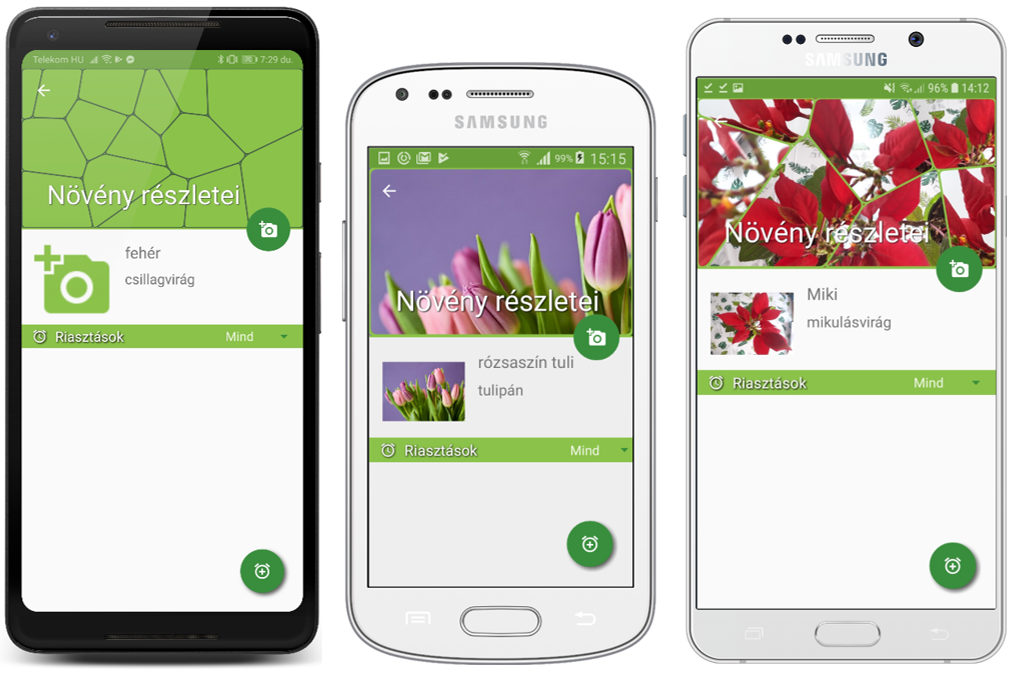 Telekom HU 7:29 du.
Növény részletei
fehér
csillagvirág
Riasztások Mind
SAMSUNG
99% 15:15
Növény részletei
rózsaszín tuli
tulipán
Riasztások Mind
SAMSUNG
96% 14:12
Növény részletei
Miki
mikulásvirág
Riasztások Mind